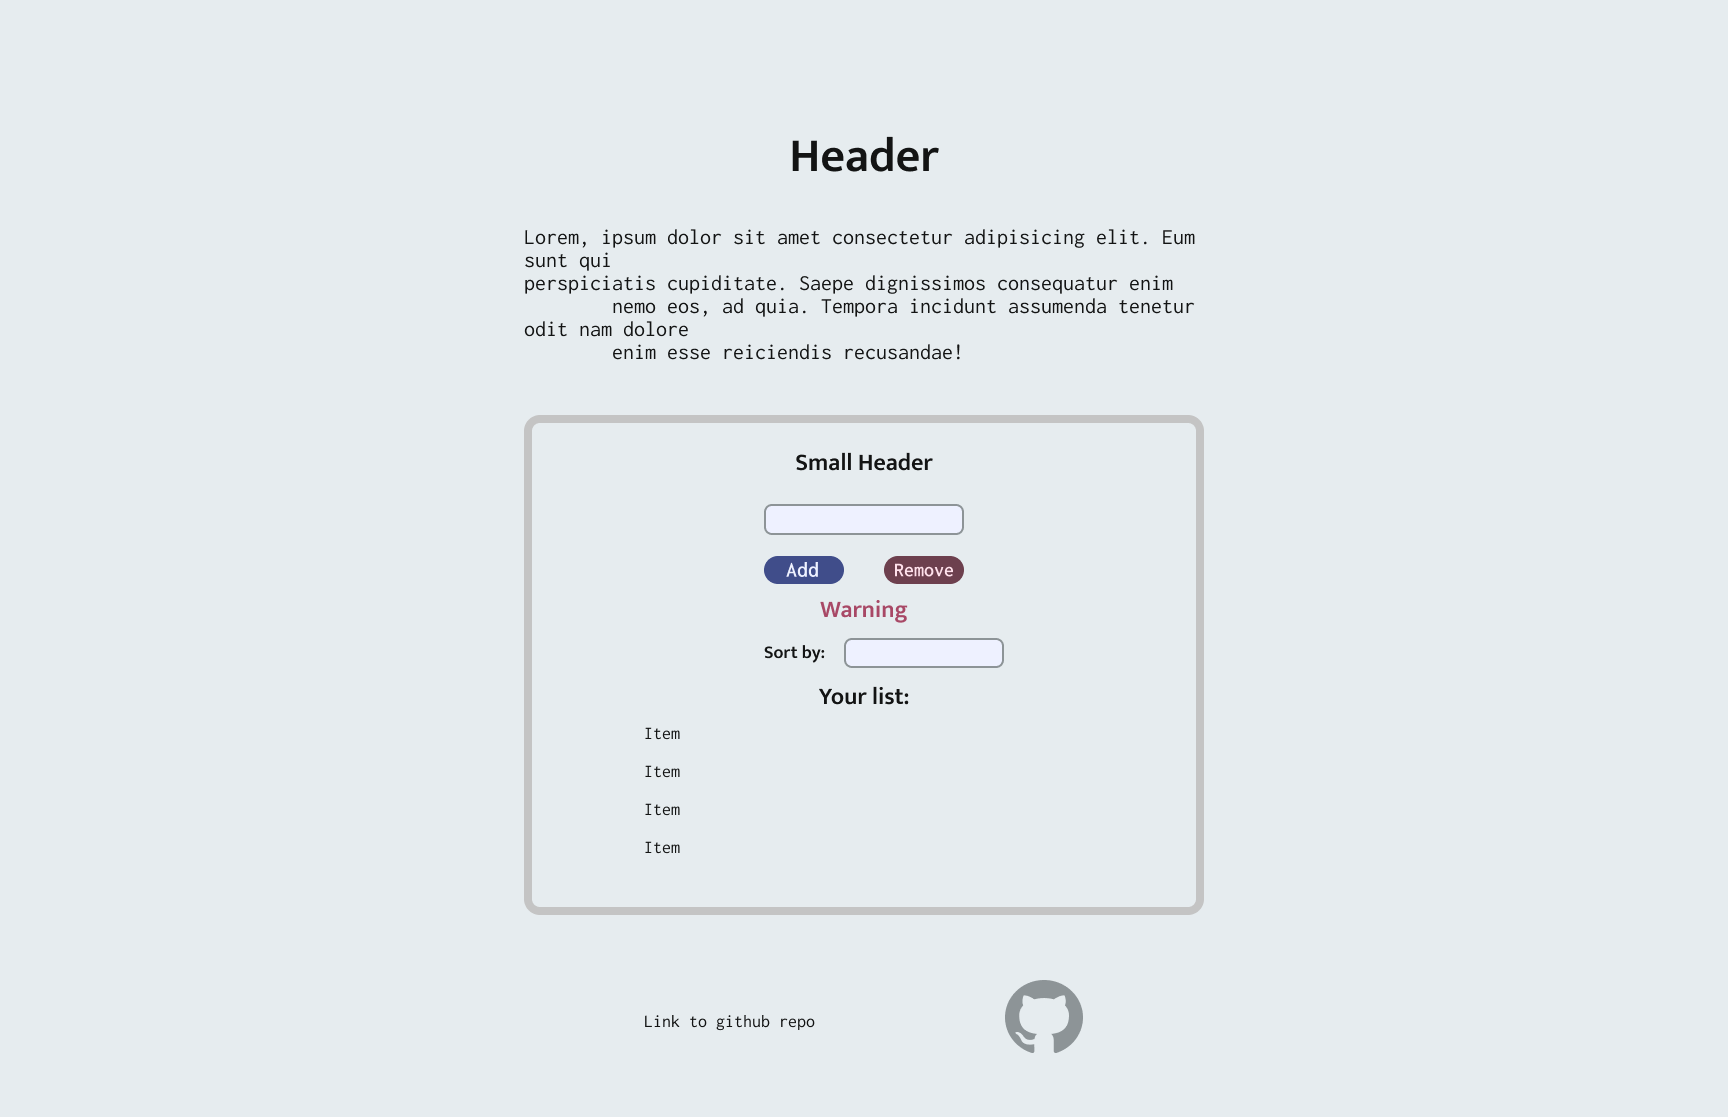 Header
Lorem, ipsum dolor sit amet consectetur adipisicing elit. Eum
sunt qui
perspiciatis cupiditate. Saepe dignissimos consequatur enim
nemo eos, ad quia. Tempora incidunt assumenda tenetur
odit nam dolore
enim esse reiciendis recusandae!
Small Header
Add Remove
Warning
Sort by:
Your list:
Item
Item
Item
Item
Link to github repo